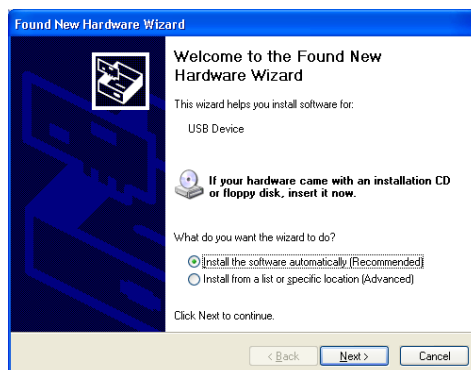 Found New Hardware Wizard
Welcome to the Found New
Hardware Wizard
This wizard helps you install software for:
USB Device
If your hardware came with an installation CD
or floppy disk, insert it now.
What do you want the wizard to do?
Install the software automatically (Recommended)
Install from a list or specific location (Advanced)
Click Next to continue.
< Back Next > Cancel